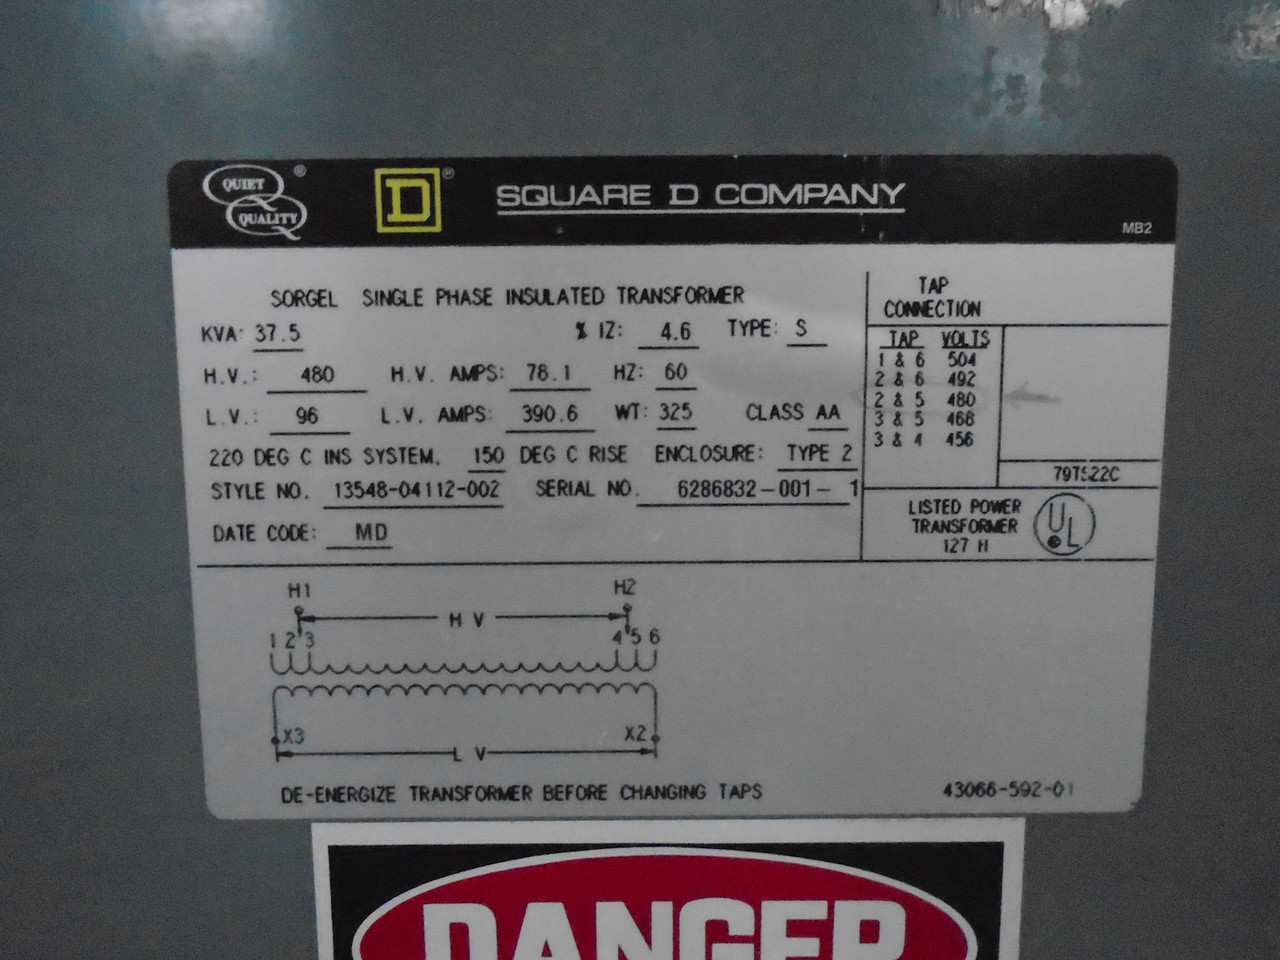 QUIET QUALITY ® D ® SQUARE D COMPANY
MB2
SORGEL SINGLE PHASE INSULATED TRANSFORMER
KVA: 37.5 % IZ: 4.6 TYPE: S
H.V.: 480 H.V. AMPS: 78.1 HZ: 60
L.V.: 96 L.V. AMPS: 390.6 WT: 325 CLASS AA
220 DEG C INS SYSTEM. 150 DEG C RISE ENCLOSURE: TYPE 2
STYLE NO. 13548-04112-002 SERIAL NO. 6286832-001-1
DATE CODE: MD
TAP
CONNECTION
TAP VOLTS
1 & 6 504
2 & 6 492
2 & 5 480
3 & 5 468
3 & 4 456
LISTED POWER
TRANSFORMER
127 H
UL
H1 H2
H V
1 2 3 4 5 6
X3 X2
L V
DE-ENERGIZE TRANSFORMER BEFORE CHANGING TAPS 43066-592-01
DANGER